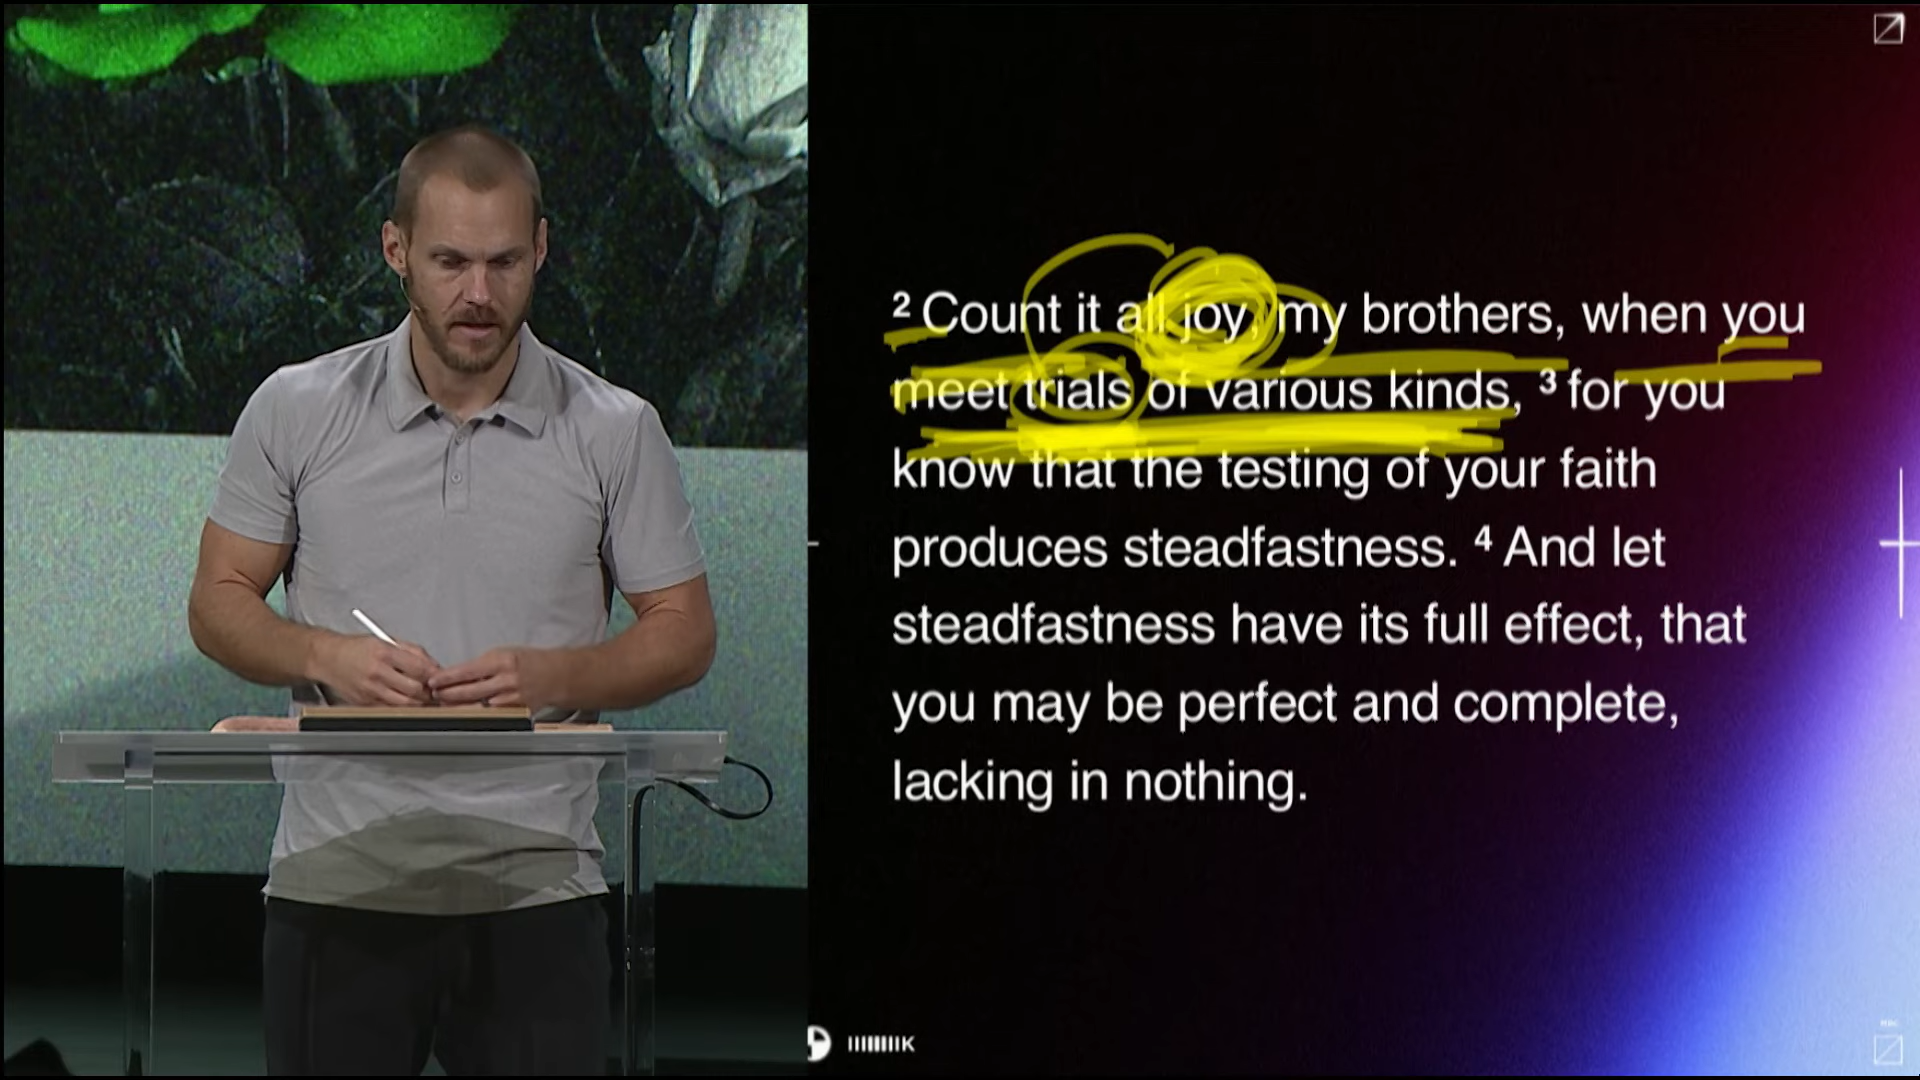 ² Count it all joy, my brothers, when you
meet trials of various kinds, ³ for you
know that the testing of your faith
produces steadfastness. ⁴ And let
steadfastness have its full effect, that
you may be perfect and complete,
lacking in nothing.